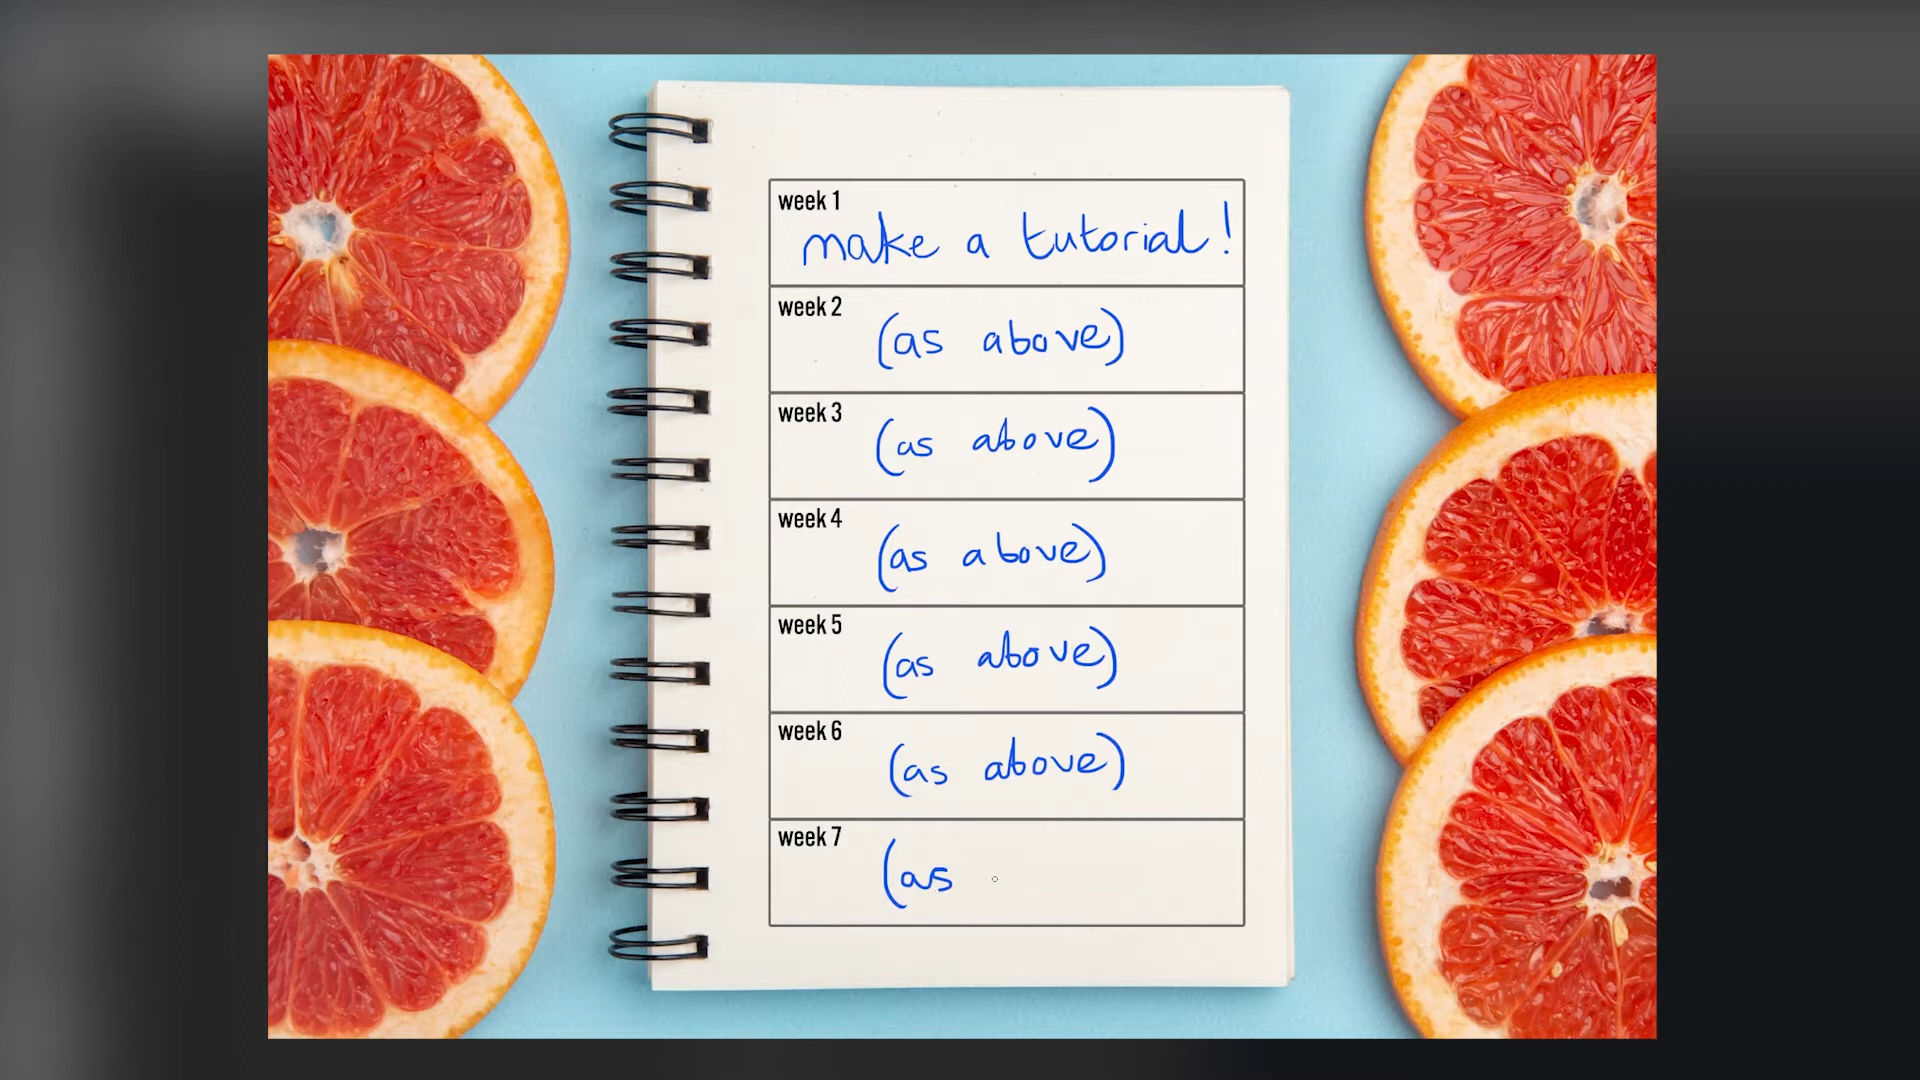 week 1
make a tutorial!
week 2
(as above)
week 3
(as above)
week 4
(as above)
week 5
(as above)
week 6
(as above)
week 7
(as